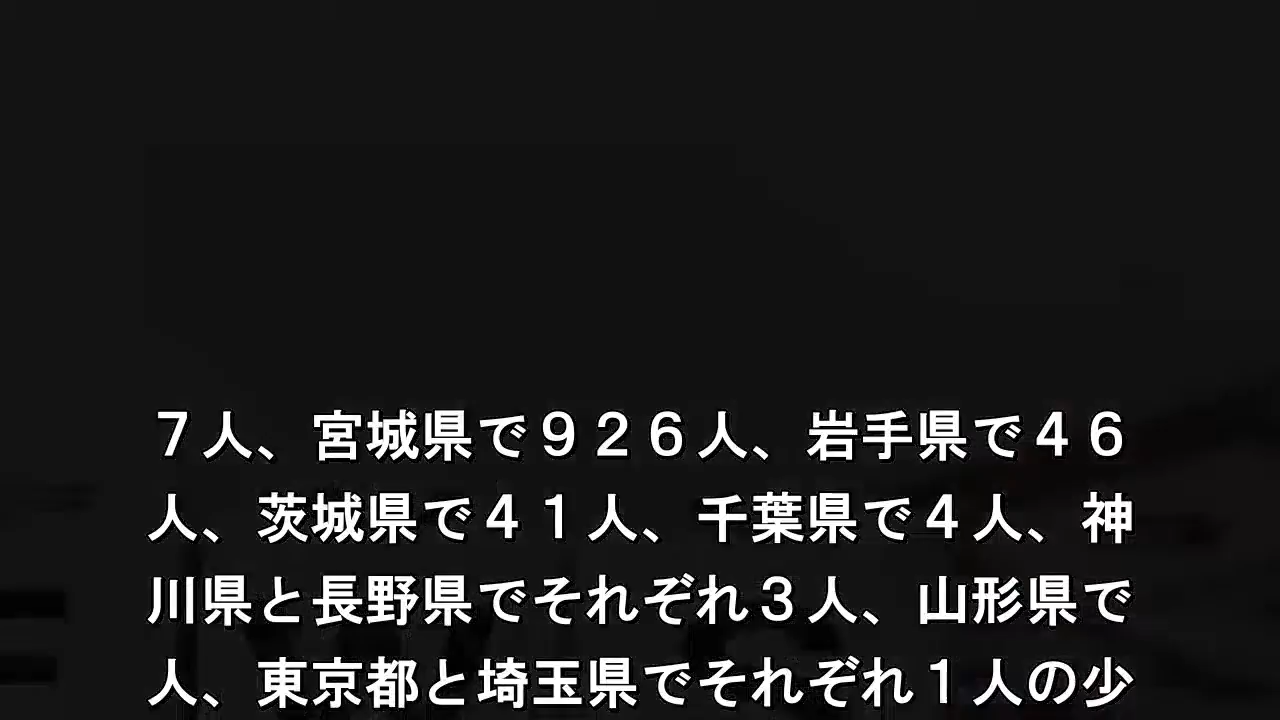 ７人、宮城県で９２６人、岩手県で４６
人、茨城県で４１人、千葉県で４人、神
川県と長野県でそれぞれ３人、山形県で
人、東京都と埼玉県でそれぞれ１人の少